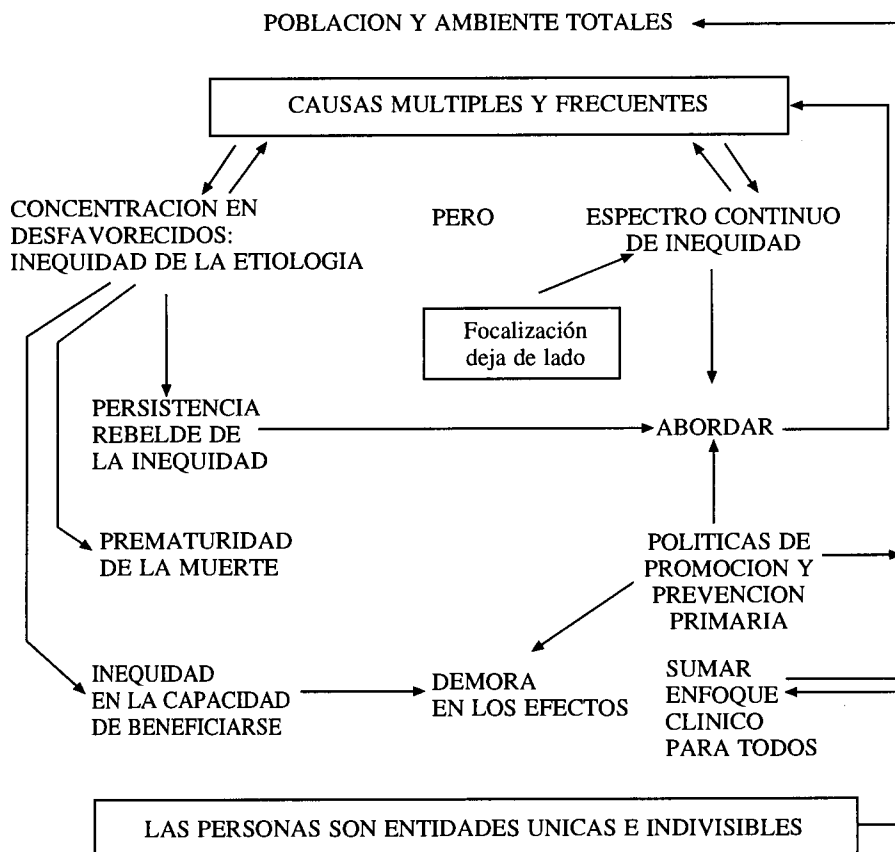 POBLACION Y AMBIENTE TOTALES
CAUSAS MULTIPLES Y FRECUENTES
CONCENTRACION EN
DESFAVORECIDOS:
INEQUIDAD DE LA ETIOLOGIA
PERO
ESPECTRO CONTINUO
DE INEQUIDAD
Focalización
deja de lado
PERSISTENCIA
REBELDE DE
LA INEQUIDAD
ABORDAR
PREMATURIDAD
DE LA MUERTE
POLITICAS DE
PROMOCION Y
PREVENCION
PRIMARIA
INEQUIDAD
EN LA CAPACIDAD
DE BENEFICIARSE
DEMORA
EN LOS EFECTOS
SUMAR
ENFOQUE
CLINICO
PARA TODOS
LAS PERSONAS SON ENTIDADES UNICAS E INDIVISIBLES